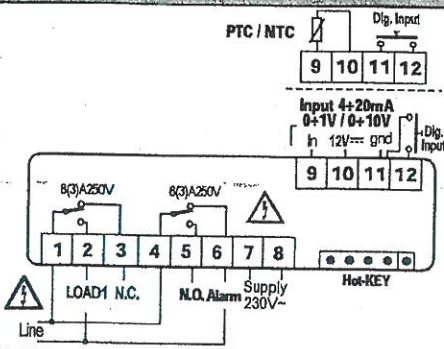 PTC / NTC
Dig. Input
9 10 11 12
Input 4÷20mA
0÷1V / 0÷10V
In 12V⎓ gnd
Dig. Input
9 10 11 12
8(3)A250V 8(3)A250V
1 2 3 4 5 6 7 8
LOAD1 N.C. N.O. Alarm Supply 230V~
Hot-KEY
Line